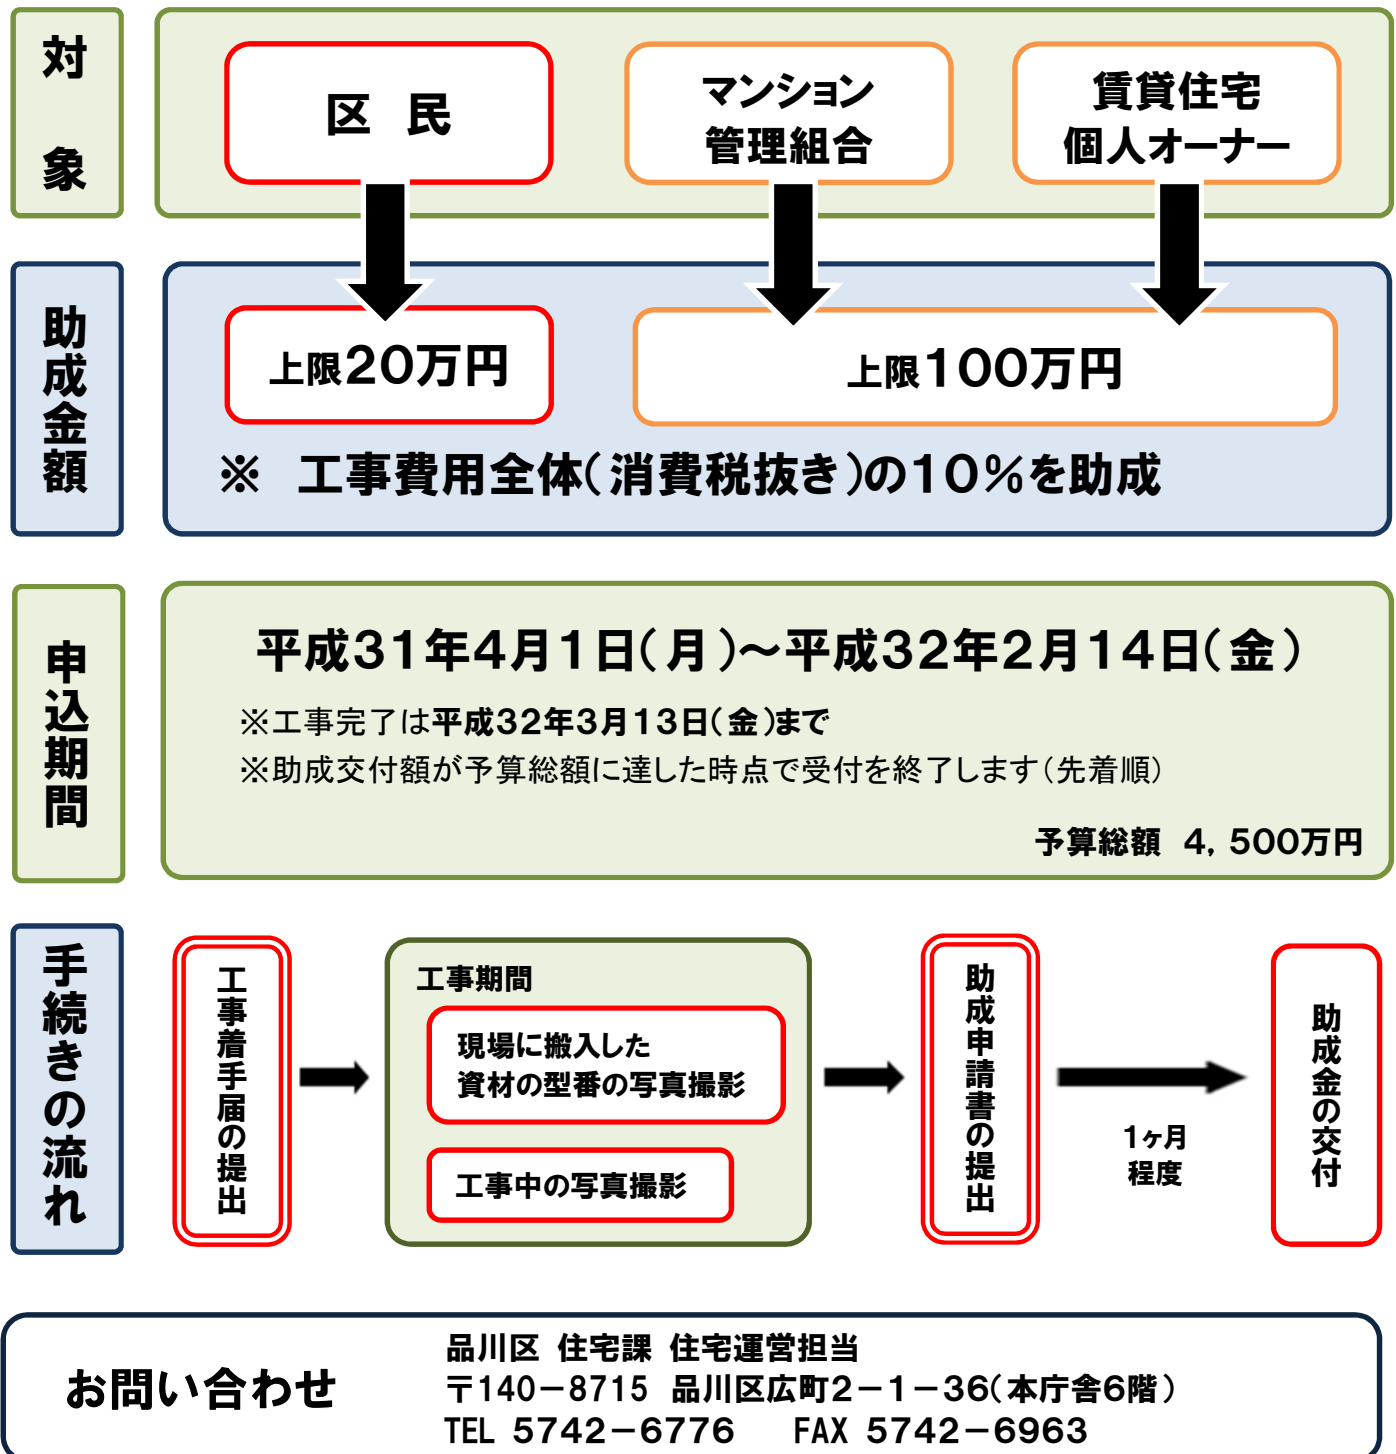 対象
区 民
マンション
管理組合
賃貸住宅
個人オーナー
助成金額
上限20万円
上限100万円
※ 工事費用全体(消費税抜き)の10%を助成
申込期間
平成31年4月1日(月)~平成32年2月14日(金)
※工事完了は平成32年3月13日(金)まで
※助成交付額が予算総額に達した時点で受付を終了します(先着順)
予算総額 4,500万円
手続きの流れ
工事着手届の提出
工事期間
現場に搬入した
資材の型番の写真撮影
工事中の写真撮影
助成申請書の提出
1ヶ月
程度
助成金の交付
お問い合わせ
品川区 住宅課 住宅運営担当
〒140-8715 品川区広町2-1-36(本庁舎6階)
TEL 5742-6776 FAX 5742-6963